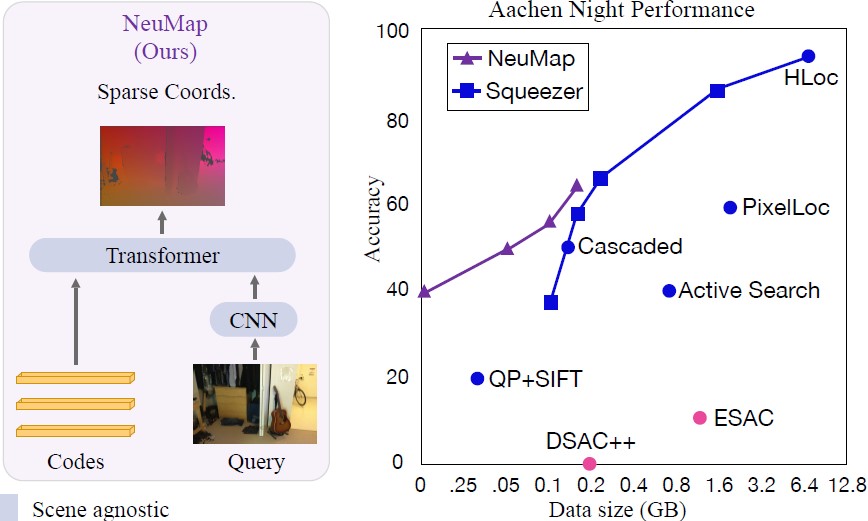 NeuMap
(Ours)
Sparse Coords.
Transformer
CNN
Codes
Query
Scene agnostic
Aachen Night Performance
NeuMap
Squeezer
Accuracy
100
80
60
40
20
0
HLoc
PixelLoc
Cascaded
Active Search
QP+SIFT
ESAC
DSAC++
0 .25 .05 0.1 0.2 0.4 0.8 1.6 3.2 6.4 12.8
Data size (GB)